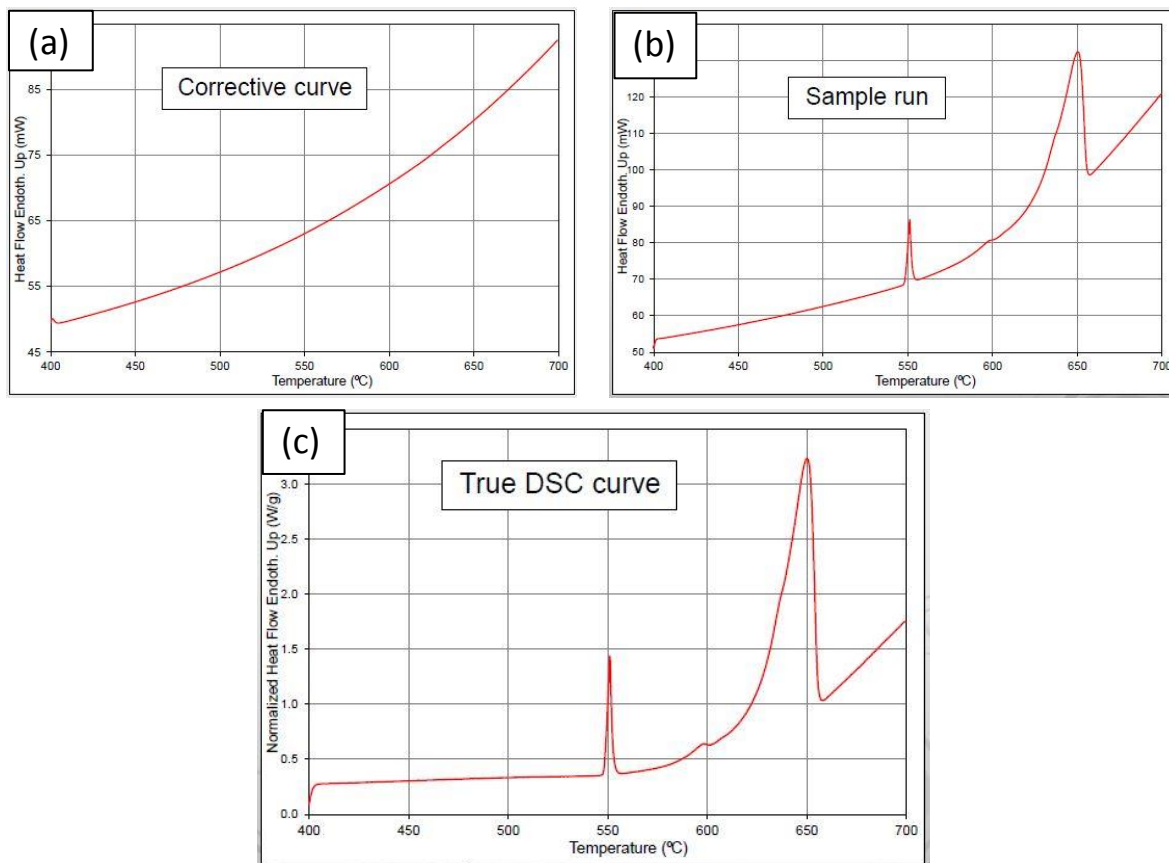 (a)
Corrective curve
Heat Flow Endoth. Up (mW)
85
75
65
55
45
400 450 500 550 600 650 700
Temperature (ºC)
(b)
Sample run
Heat Flow Endoth. Up (mW)
120
110
100
90
80
70
60
50
400 450 500 550 600 650 700
Temperature (ºC)
(c)
True DSC curve
Normalized Heat Flow Endoth. Up (W/g)
3.0
2.5
2.0
1.5
1.0
0.5
0.0
400 450 500 550 600 650 700
Temperature (ºC)